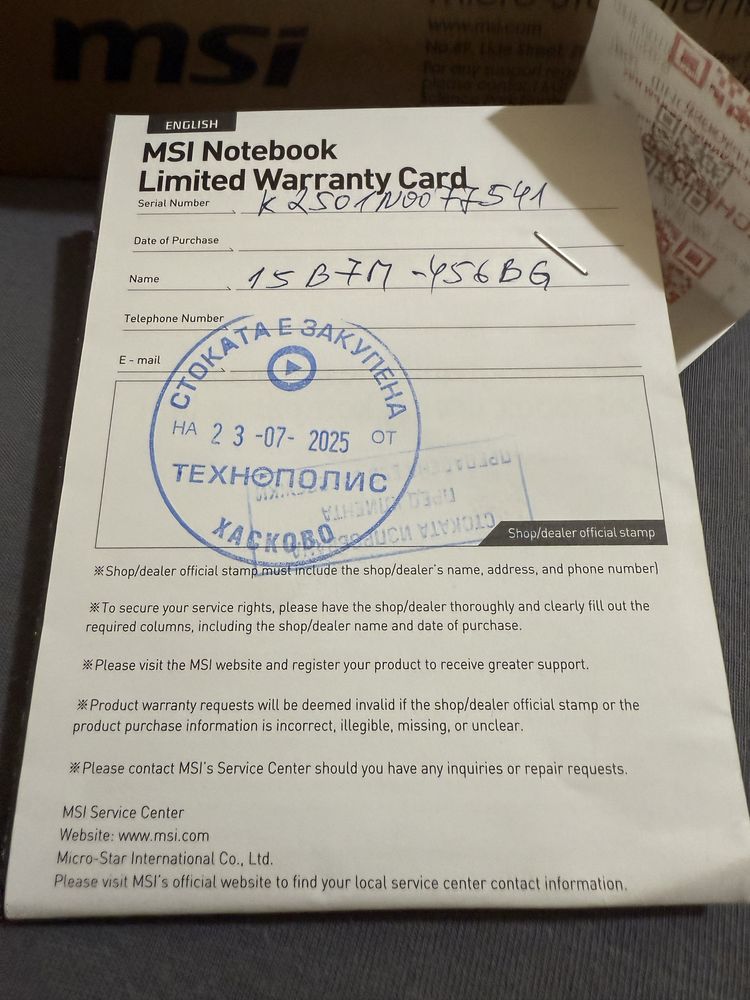 msi
www.msi.com
ENGLISH
MSI Notebook
Limited Warranty Card
Serial Number K2501N0077541
Date of Purchase
Name 15B7M-456BG
Telephone Number
E-mail
СТОКАТА Е ЗАКУПЕНА
НА 23-07-2025 ОТ
ТЕХНОПОЛИС
ХАСКОВО
СТОКАТА
ПРЕД КЛИЕНТА
Shop/dealer official stamp
※Shop/dealer official stamp must include the shop/dealer's name, address, and phone number)
※To secure your service rights, please have the shop/dealer thoroughly and clearly fill out the
required columns, including the shop/dealer name and date of purchase.
※Please visit the MSI website and register your product to receive greater support.
※Product warranty requests will be deemed invalid if the shop/dealer official stamp or the
product purchase information is incorrect, illegible, missing, or unclear.
※Please contact MSI's Service Center should you have any inquiries or repair requests.
MSI Service Center
Website: www.msi.com
Micro-Star International Co., Ltd.
Please visit MSI's official website to find your local service center contact information.